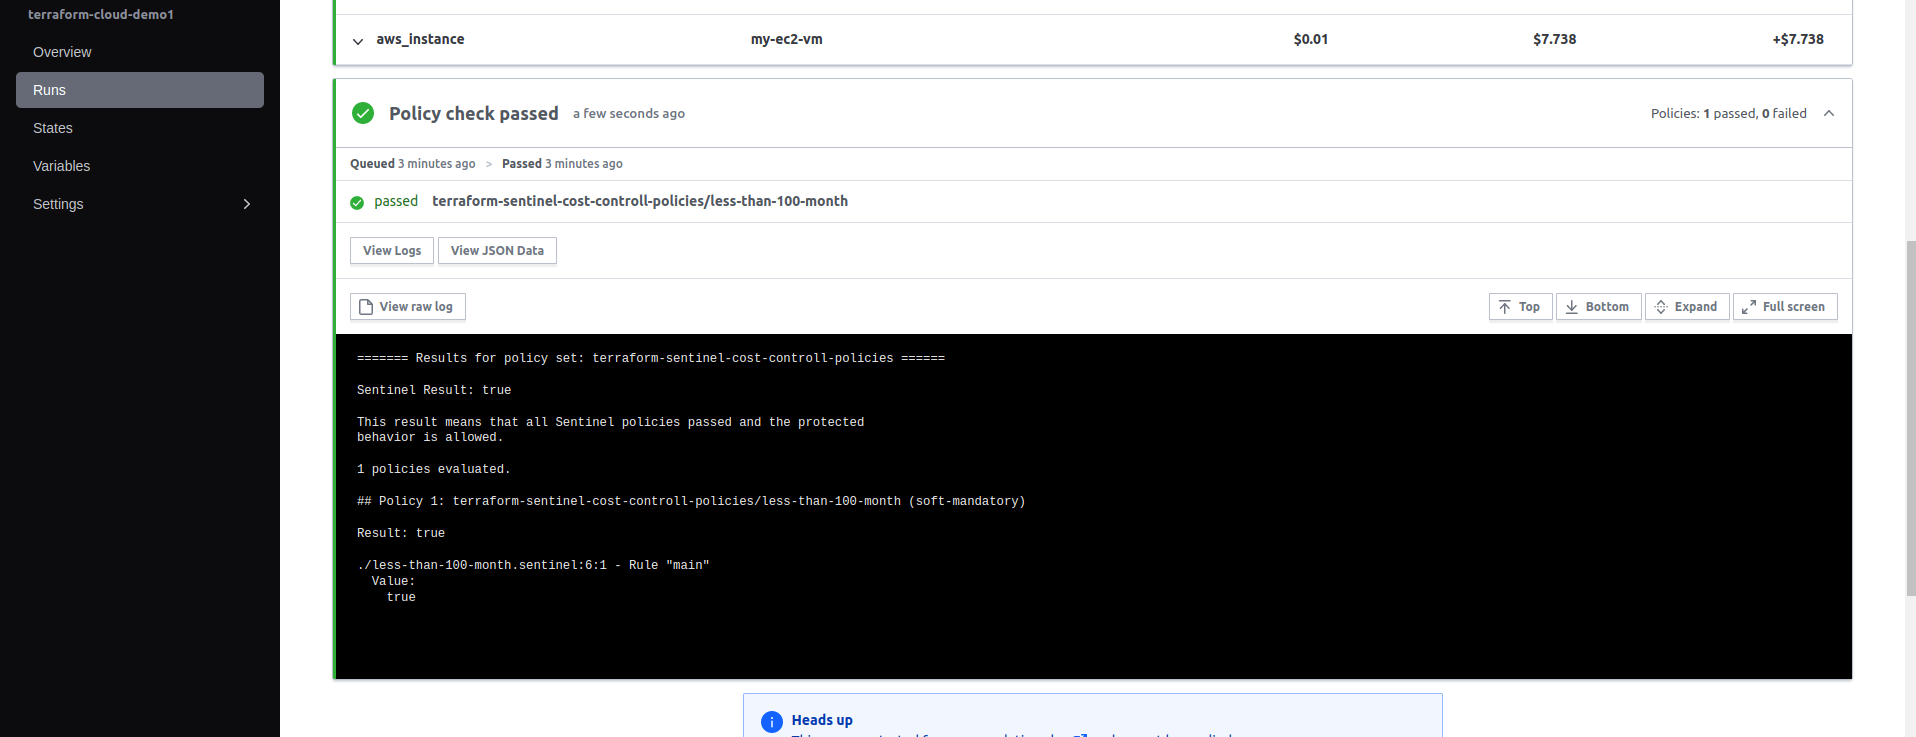 terraform-cloud-demo1
Overview
Runs
States
Variables
Settings
aws_instance my-ec2-vm $0.01 $7.738 +$7.738
Policy check passed a few seconds ago Policies: 1 passed, 0 failed
Queued 3 minutes ago > Passed 3 minutes ago
passed terraform-sentinel-cost-controll-policies/less-than-100-month
View Logs View JSON Data
View raw log Top Bottom Expand Full screen
======= Results for policy set: terraform-sentinel-cost-controll-policies ======
Sentinel Result: true
This result means that all Sentinel policies passed and the protected
behavior is allowed.
1 policies evaluated.
## Policy 1: terraform-sentinel-cost-controll-policies/less-than-100-month (soft-mandatory)
Result: true
./less-than-100-month.sentinel:6:1 - Rule "main"
Value:
true
Heads up